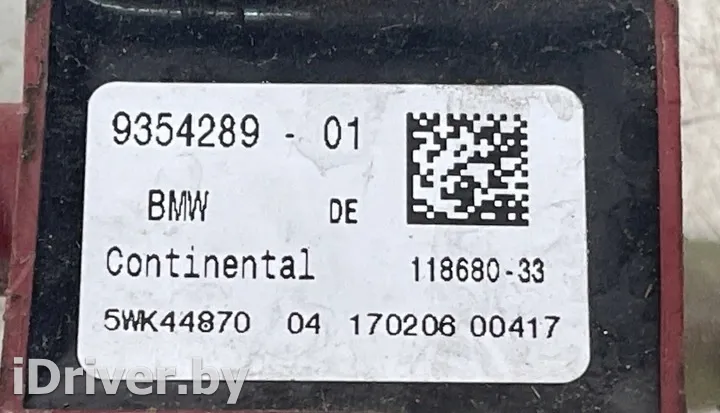 9354289 - 01
BMW DE
Continental 118680-33
5WK44870 04 170206 00417
iDriver.by